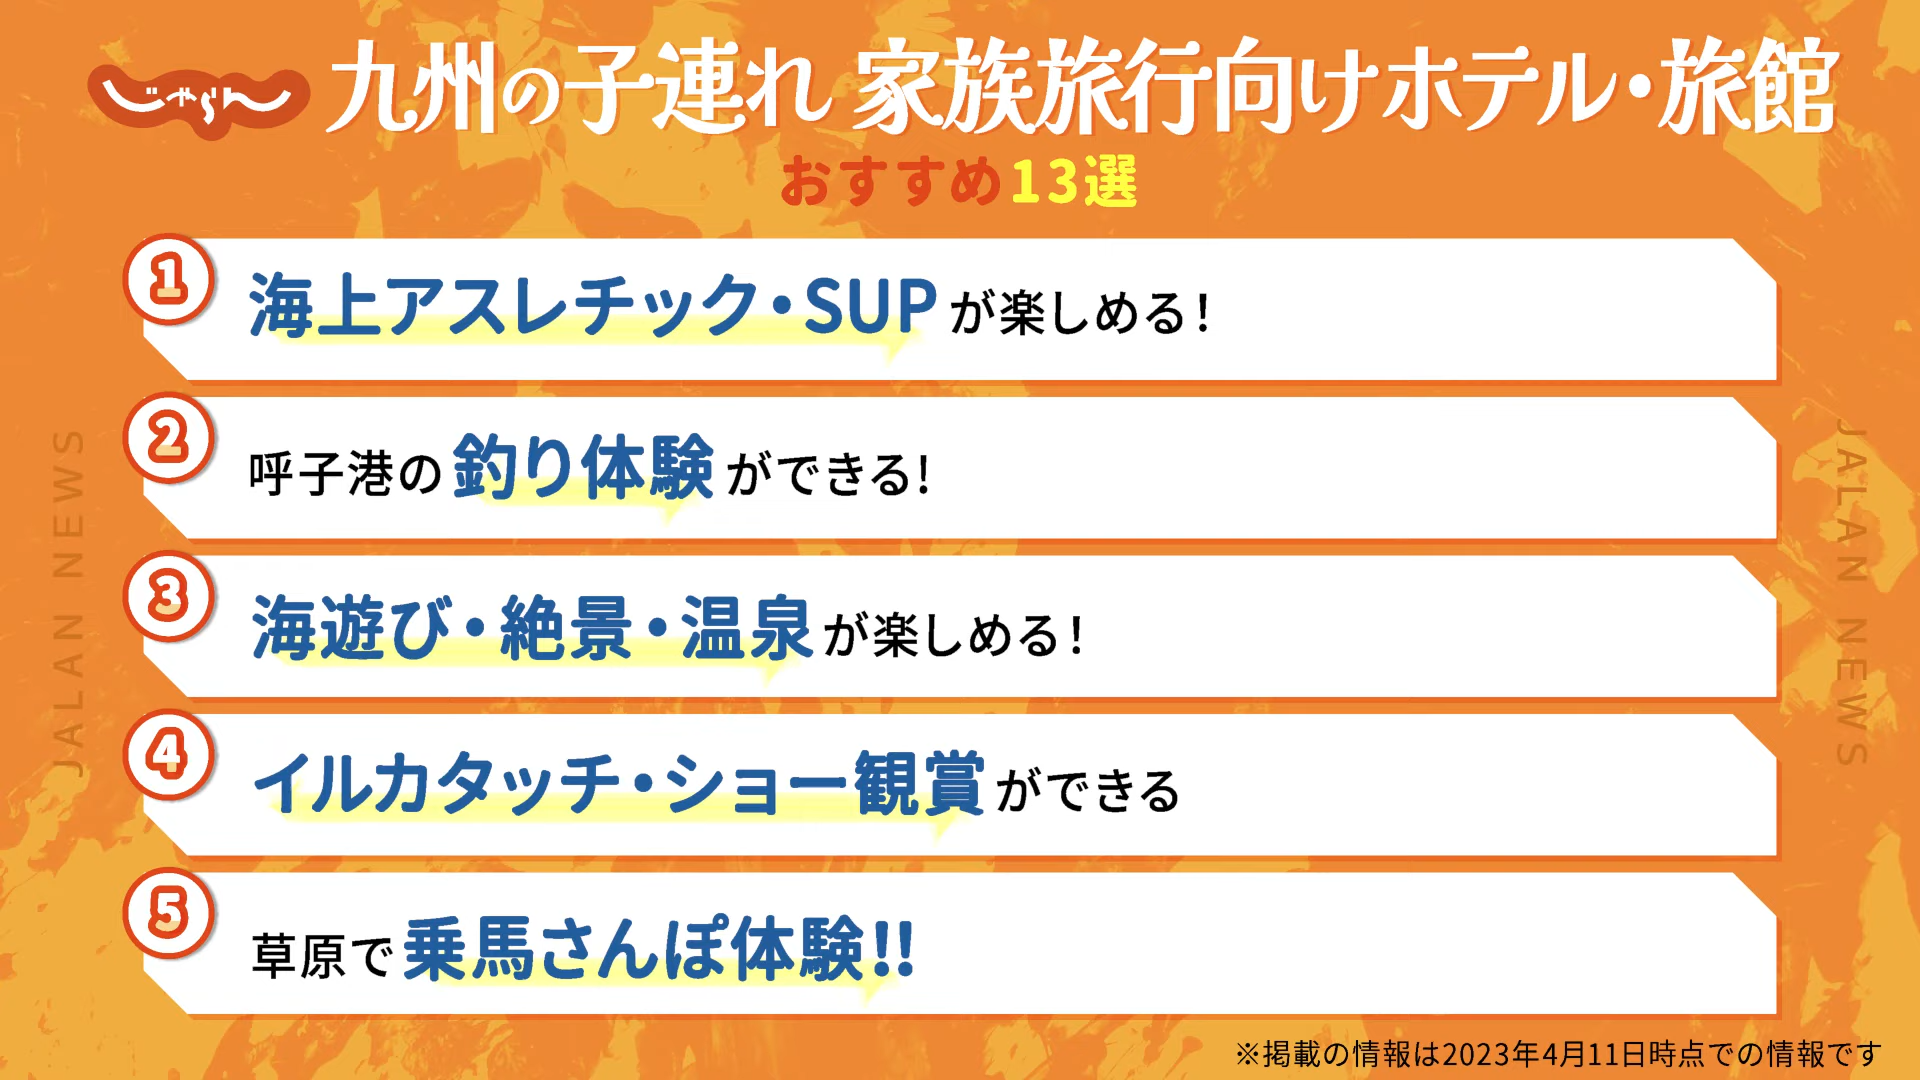 じゃらん 九州の子連れ 家族旅行向けホテル・旅館
おすすめ13選
1 海上アスレチック・SUPが楽しめる!
2 呼子港の釣り体験ができる!
3 海遊び・絶景・温泉が楽しめる!
4 イルカタッチ・ショー観賞ができる
5 草原で乗馬さんぽ体験!!
JALAN NEWS
JALAN NEWS
※掲載の情報は2023年4月11日時点での情報です